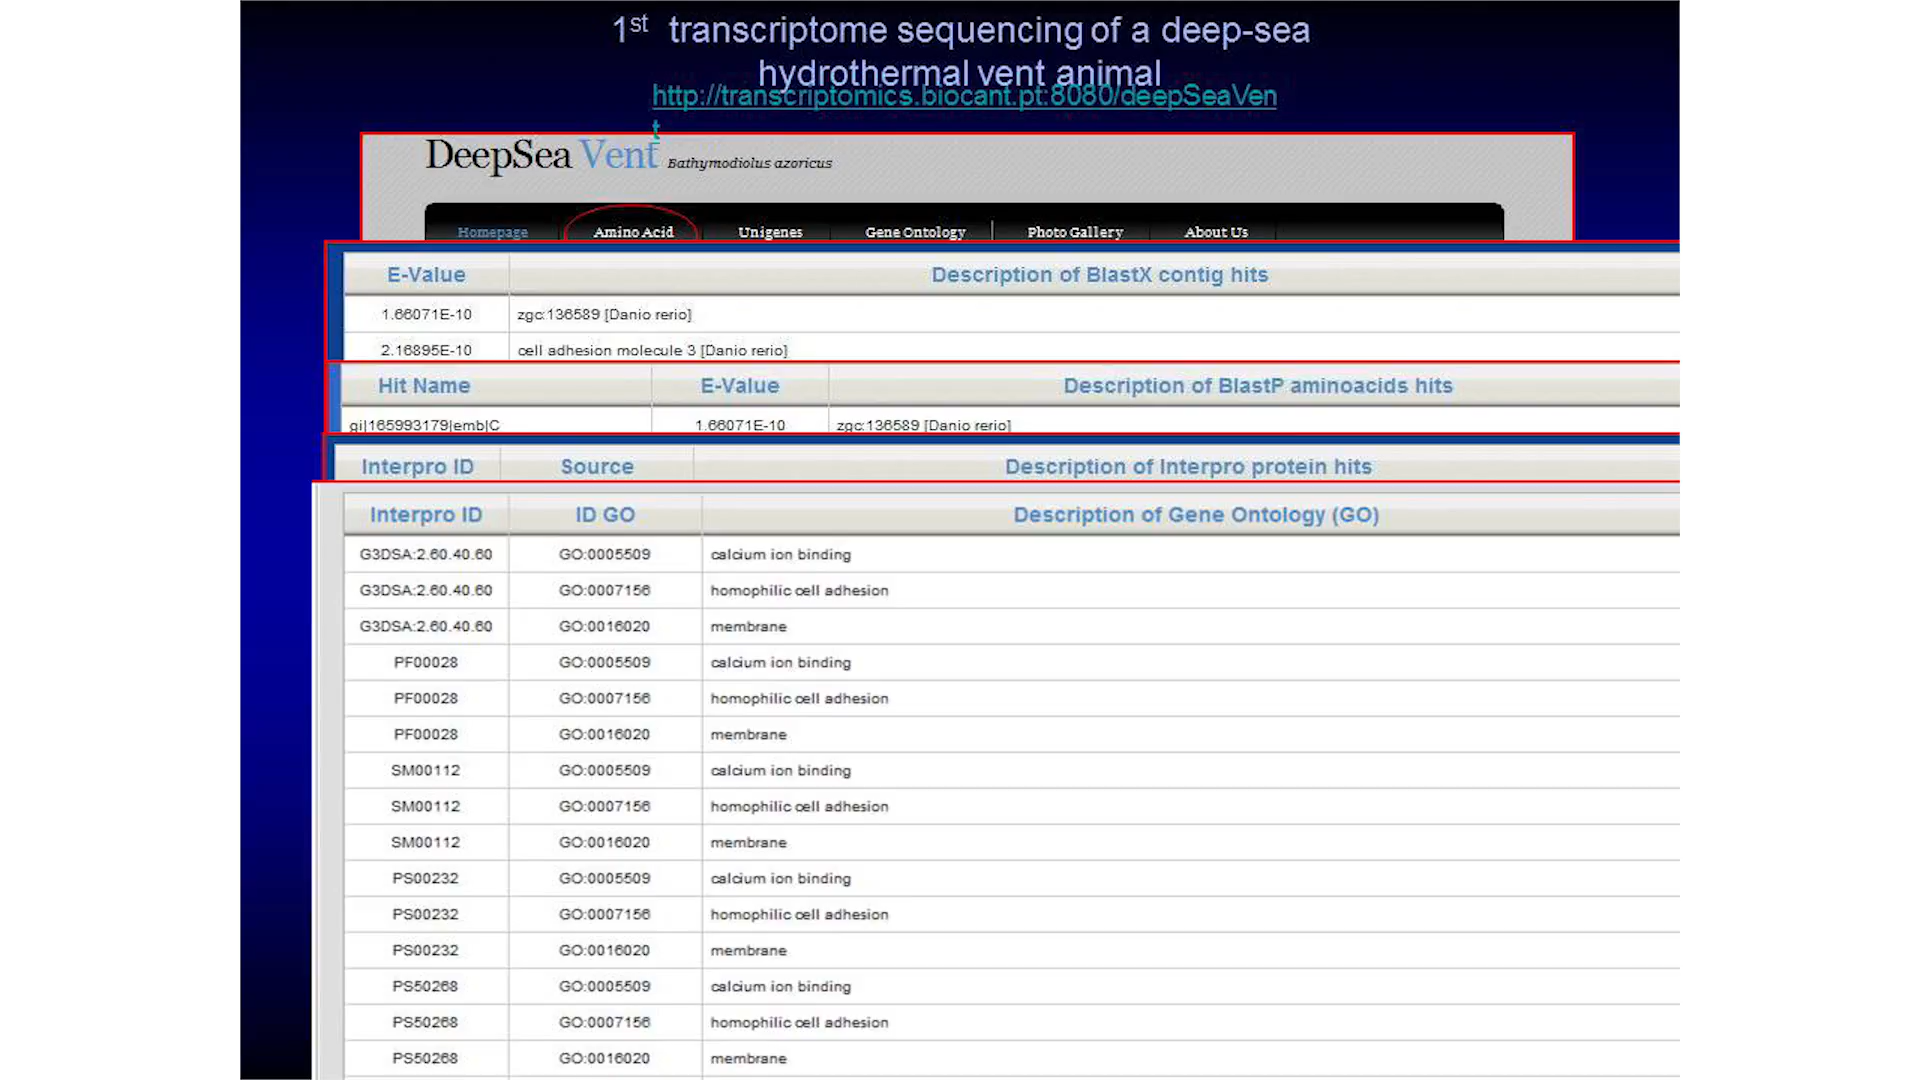 1st transcriptome sequencing of a deep-sea
hydrothermal vent animal
http://transcriptomics.biocant.pt:8080/deepSeaVen
t
DeepSea Vent Bathymodiolus azoricus
Homepage Amino Acid Unigenes Gene Ontology Photo Gallery About Us
E-Value Description of BlastX contig hits
1.66071E-10 zgc:136589 [Danio rerio]
2.16895E-10 cell adhesion molecule 3 [Danio rerio]
Hit Name E-Value Description of BlastP aminoacids hits
gi|165993179|emb|C 1.66071E-10 zgc:136589 [Danio rerio]
Interpro ID Source Description of Interpro protein hits
Interpro ID ID GO Description of Gene Ontology (GO)
G3DSA:2.60.40.60 GO:0005509 calcium ion binding
G3DSA:2.60.40.60 GO:0007156 homophilic cell adhesion
G3DSA:2.60.40.60 GO:0016020 membrane
PF00028 GO:0005509 calcium ion binding
PF00028 GO:0007156 homophilic cell adhesion
PF00028 GO:0016020 membrane
SM00112 GO:0005509 calcium ion binding
SM00112 GO:0007156 homophilic cell adhesion
SM00112 GO:0016020 membrane
PS00232 GO:0005509 calcium ion binding
PS00232 GO:0007156 homophilic cell adhesion
PS00232 GO:0016020 membrane
PS50268 GO:0005509 calcium ion binding
PS50268 GO:0007156 homophilic cell adhesion
PS50268 GO:0016020 membrane